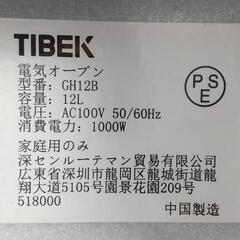 TIBEK
電気オーブン
型番: GH12B
容量: 12L
電圧: AC100V 50/60Hz
消費電力: 1000W
家庭用のみ
深センルーテマン貿易有限公司
広東省深圳市龍岡区龍城街道龍
翔大道5105号園景花園209号
518000
中国製造
PSE